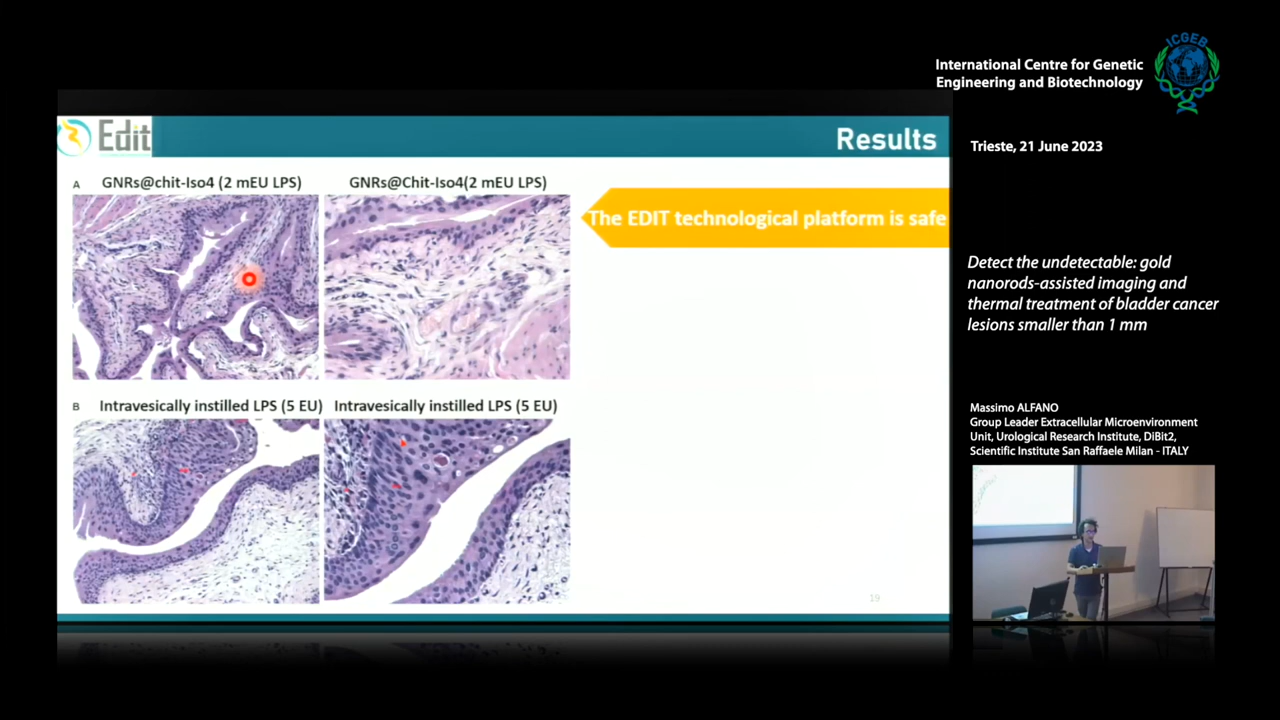 International Centre for Genetic
Engineering and Biotechnology
ICGEB
Trieste, 21 June 2023
Edit
Results
A
GNRs@chit-Iso4 (2 mEU LPS)
GNRs@Chit-Iso4(2 mEU LPS)
The EDIT technological platform is safe
B
Intravesically instilled LPS (5 EU)
Intravesically instilled LPS (5 EU)
19
Detect the undetectable: gold
nanorods-assisted imaging and
thermal treatment of bladder cancer
lesions smaller than 1 mm
Massimo ALFANO
Group Leader Extracellular Microenvironment
Unit, Urological Research Institute, DiBit2,
Scientific Institute San Raffaele Milan - ITALY